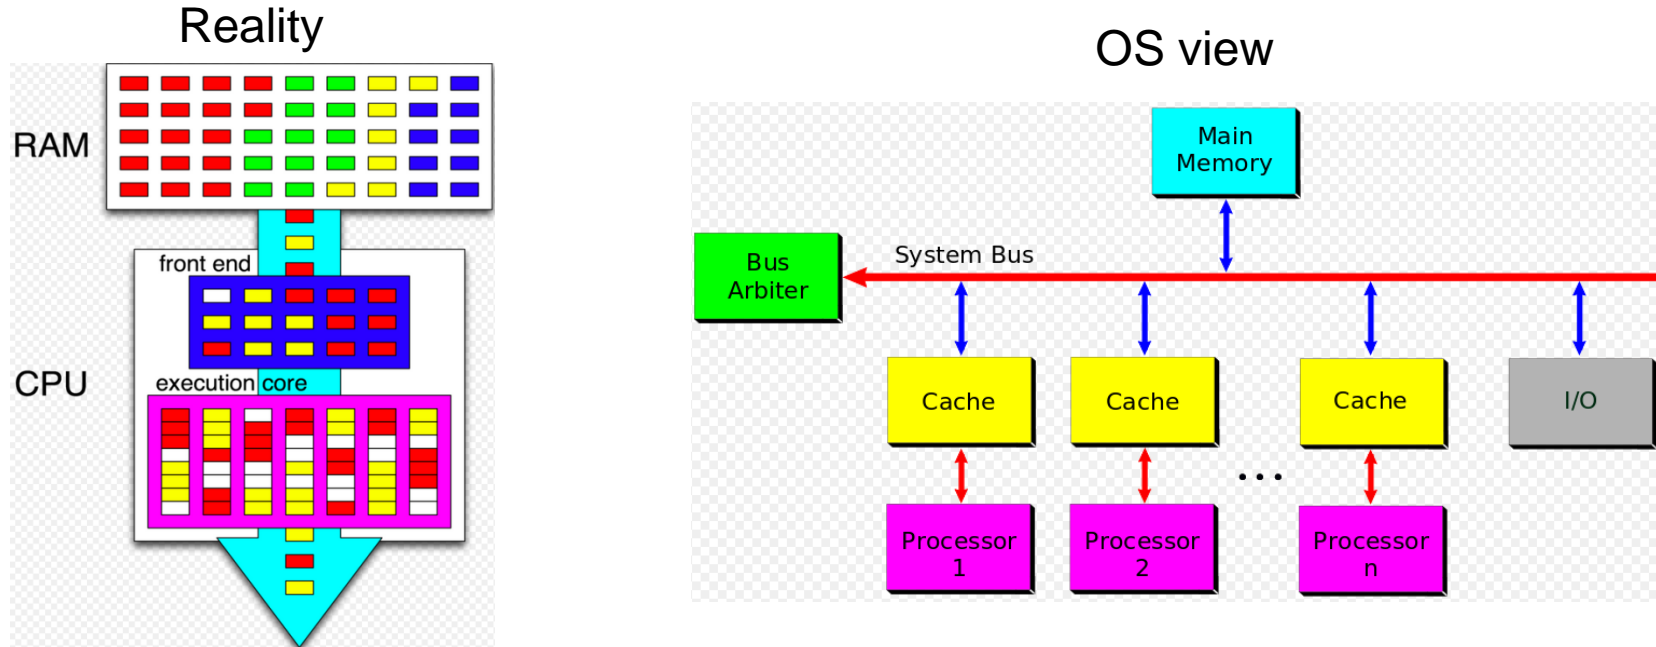 Reality
RAM
front end
CPU
execution core
OS view
Main
Memory
Bus
Arbiter
System Bus
Cache
Cache
...
Cache
I/O
Processor
1
Processor
2
Processor
n